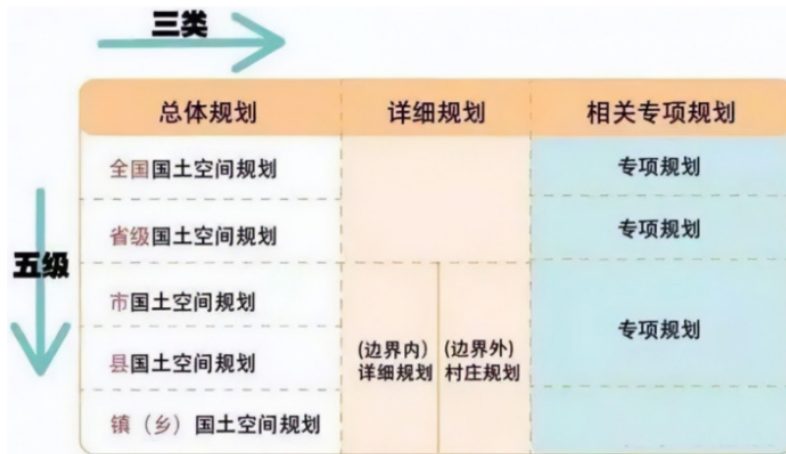 三类
五级
总体规划 详细规划 相关专项规划
全国国土空间规划 专项规划
省级国土空间规划 专项规划
市国土空间规划
专项规划
(边界内) (边界外)
县国土空间规划 详细规划 村庄规划
镇（乡）国土空间规划